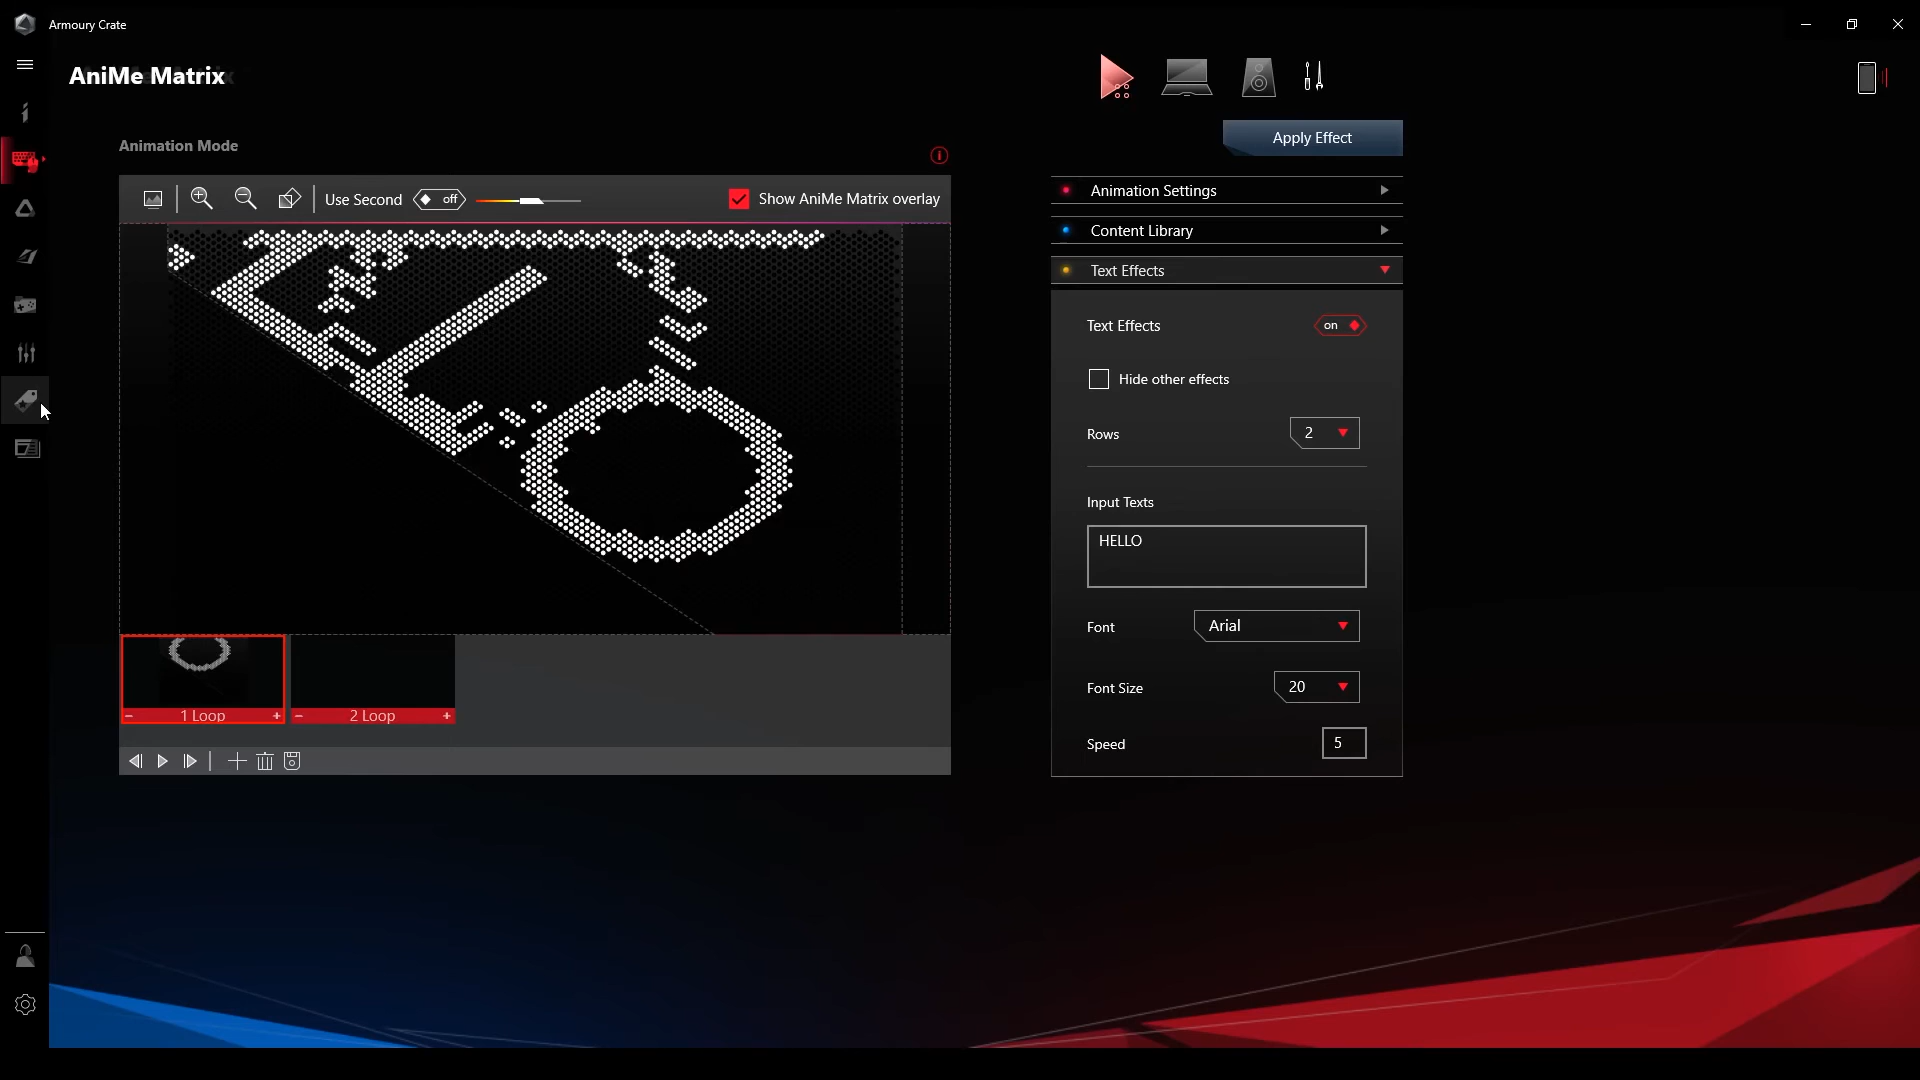 Armoury Crate
AniMe Matrix
Animation Mode
Apply Effect
Use Second
off
Show AniMe Matrix overlay
Animation Settings
Content Library
Text Effects
Text Effects
on
Hide other effects
Rows
2
Input Texts
HELLO
Font
Arial
Font Size
20
Speed
5
- 1 Loop +
- 2 Loop +